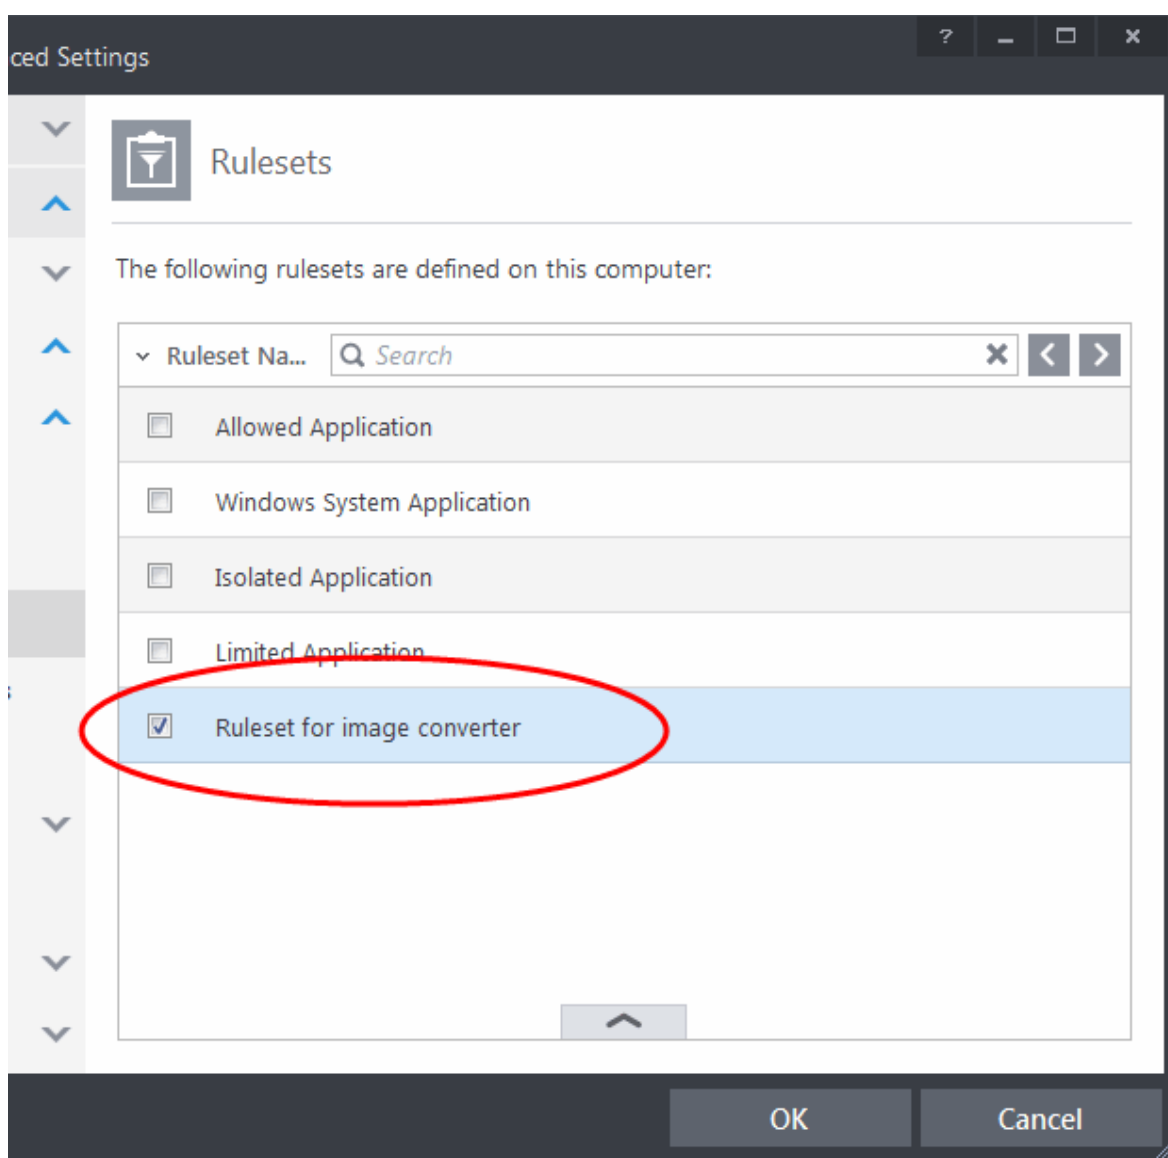 ced Settings
Rulesets
The following rulesets are defined on this computer:
Ruleset Na... Search
Allowed Application
Windows System Application
Isolated Application
Limited Application
Ruleset for image converter
s
OK Cancel